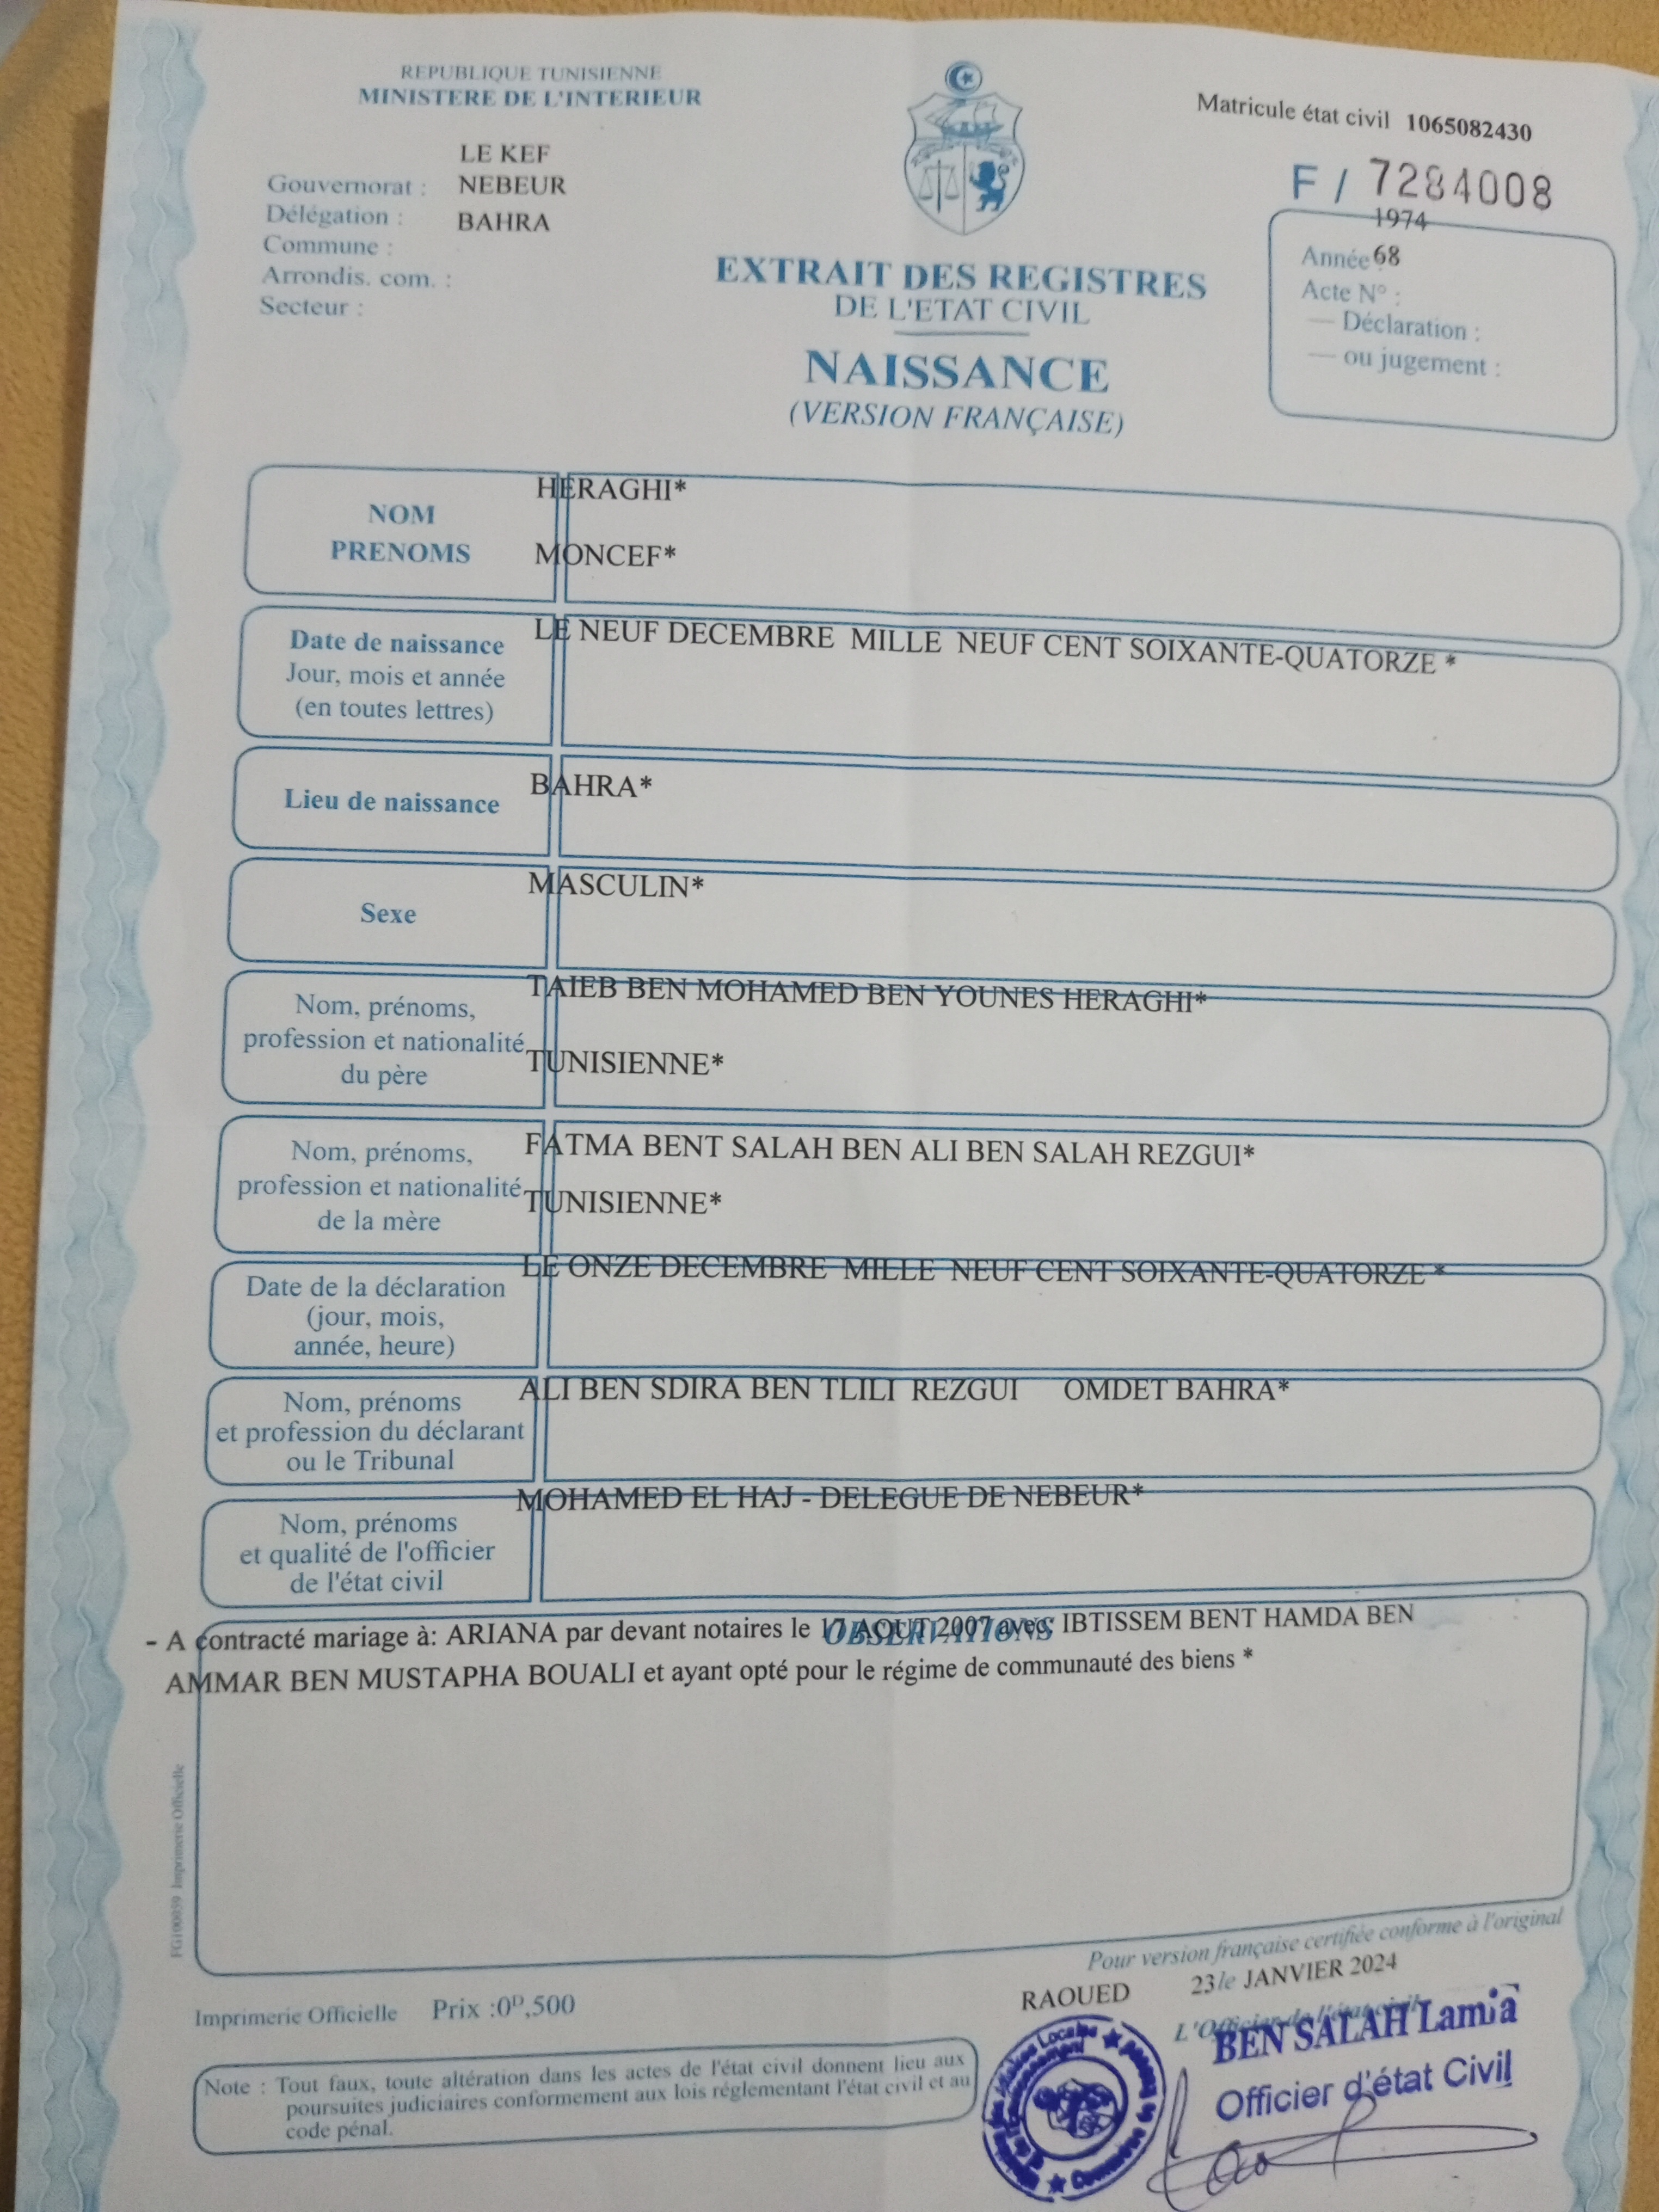 REPUBLIQUE TUNISIENNE
MINISTERE DE L'INTERIEUR
LE KEF
Gouvernorat : NEBEUR
Délégation : BAHRA
Commune :
Arrondis. com. :
Secteur :
Matricule état civil 1065082430
F / 7284008
1974
Année 68
Acte N° :
— Déclaration :
— ou jugement :
EXTRAIT DES REGISTRES
DE L'ETAT CIVIL
NAISSANCE
(VERSION FRANÇAISE)
NOM
PRENOMS
HERAGHI*
MONCEF*
Date de naissance
Jour, mois et année
(en toutes lettres)
LE NEUF DECEMBRE MILLE NEUF CENT SOIXANTE-QUATORZE *
Lieu de naissance
BAHRA*
Sexe
MASCULIN*
Nom, prénoms,
profession et nationalité
du père
TAIEB BEN MOHAMED BEN YOUNES HERAGHI*
TUNISIENNE*
Nom, prénoms,
profession et nationalité
de la mère
FATMA BENT SALAH BEN ALI BEN SALAH REZGUI*
TUNISIENNE*
Date de la déclaration
(jour, mois,
année, heure)
LE ONZE DECEMBRE MILLE NEUF CENT SOIXANTE-QUATORZE *
Nom, prénoms
et profession du déclarant
ou le Tribunal
ALI BEN SDIRA BEN TLILI REZGUI OMDET BAHRA*
Nom, prénoms
et qualité de l'officier
de l'état civil
MOHAMED EL HAJ - DELEGUE DE NEBEUR*
OBSERVATIONS
- A contracté mariage à: ARIANA par devant notaires le 17 AOUT 2007 avec: IBTISSEM BENT HAMDA BEN
AMMAR BEN MUSTAPHA BOUALI et ayant opté pour le régime de communauté des biens *
FG100039 Imprimerie Officielle
Pour version française certifiée conforme à l'original
RAOUED 23 le JANVIER 2024
L'Officier de l'état civil
BEN SALAH Lamia
Officier d'état Civil
Imprimerie Officielle Prix :0ᴰ,500
Note : Tout faux, toute altération dans les actes de l'état civil donnent lieu aux
poursuites judiciaires conformement aux lois réglementant l'état civil et au
code pénal.